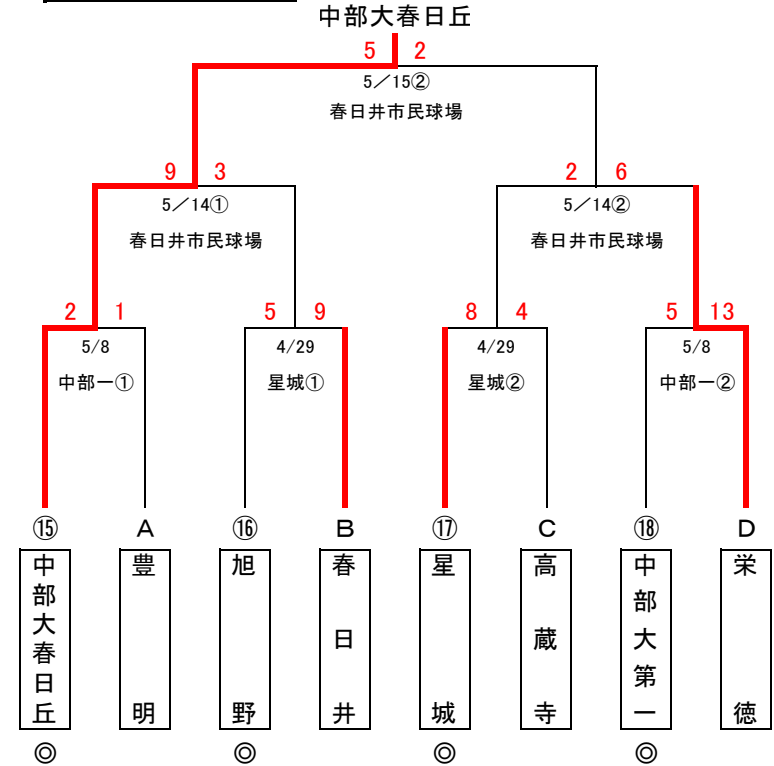 中部大春日丘
5 2
5／15②
春日井市民球場
9 3 2 6
5／14① 5／14②
春日井市民球場 春日井市民球場
2 1 5 9 8 4 5 13
5/8 4/29 4/29 5/8
中部一① 星城① 星城② 中部一②
⑮ A ⑯ B ⑰ C ⑱ D
中部大春日丘 豊明 旭野 春日井 星城 高蔵寺 中部大第一 栄徳
◎ ◎ ◎ ◎